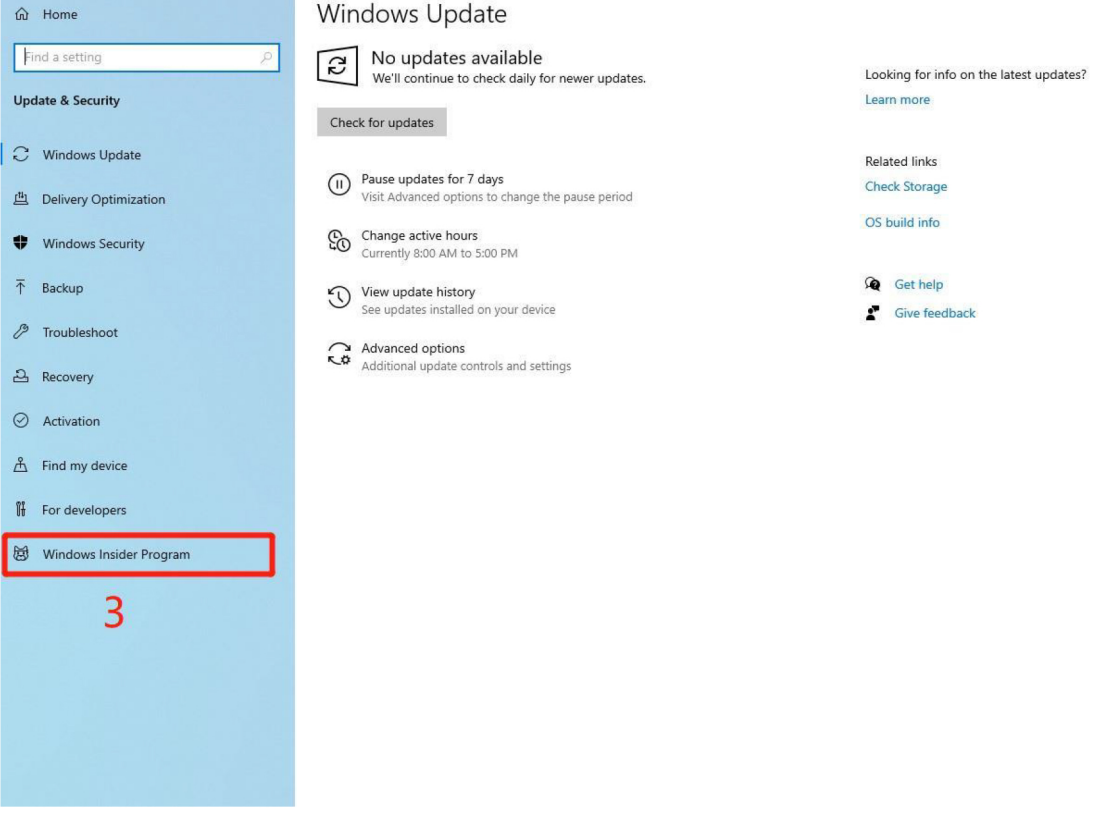 Home
Find a setting
Update & Security
Windows Update
Delivery Optimization
Windows Security
Backup
Troubleshoot
Recovery
Activation
Find my device
For developers
Windows Insider Program
3
Windows Update
No updates available
We'll continue to check daily for newer updates.
Check for updates
Pause updates for 7 days
Visit Advanced options to change the pause period
Change active hours
Currently 8:00 AM to 5:00 PM
View update history
See updates installed on your device
Advanced options
Additional update controls and settings
Looking for info on the latest updates?
Learn more
Related links
Check Storage
OS build info
Get help
Give feedback